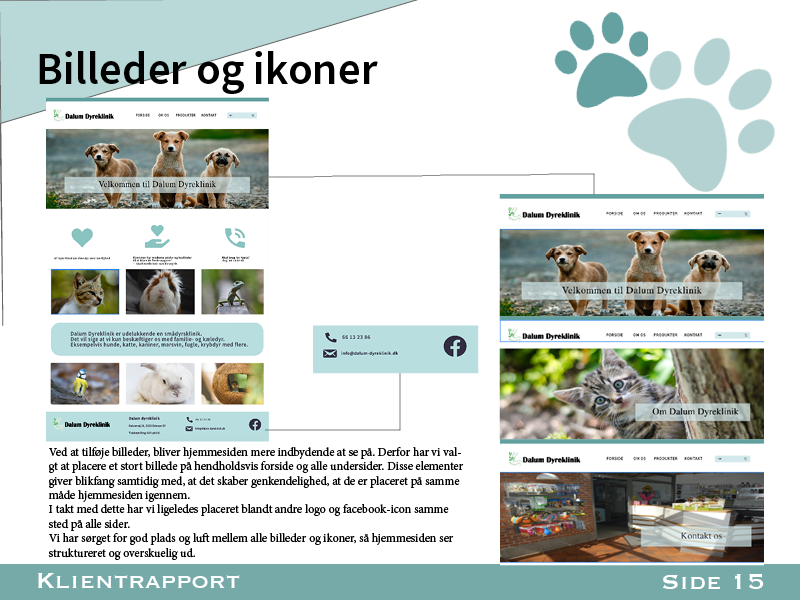 Billeder og ikoner
Dalum Dyreklinik
FORSIDE OM OS PRODUKTER KONTAKT
Velkommen til Dalum Dyreklinik
Dalum Dyreklinik er udelukkende en smådyrsklinik.
Det vil sige at vi kun beskæftiger os med familie- og kæledyr.
Eksempelvis hunde, katte, kaniner, marsvin, fugle, krybdyr med flere.
Dalum Dyreklinik
Dalum dyreklinik
66 13 23 86
info@dalum-dyreklinik.dk
Dalum Dyreklinik
FORSIDE OM OS PRODUKTER KONTAKT
Velkommen til Dalum Dyreklinik
Dalum Dyreklinik
FORSIDE OM OS PRODUKTER KONTAKT
Om Dalum Dyreklinik
Dalum Dyreklinik
FORSIDE OM OS PRODUKTER KONTAKT
Kontakt os
Ved at tilføje billeder, bliver hjemmesiden mere indbydende at se på. Derfor har vi val-
gt at placere et stort billede på hendholdsvis forside og alle undersider. Disse elementer
giver blikfang samtidig med, at det skaber genkendelighed, at de er placeret på samme
måde hjemmesiden igennem.
I takt med dette har vi ligeledes placeret blandt andre logo og facebook-icon samme
sted på alle sider.
Vi har sørget for god plads og luft mellem alle billeder og ikoner, så hjemmesiden ser
struktureret og overskuelig ud.
Klientrapport
Side 15